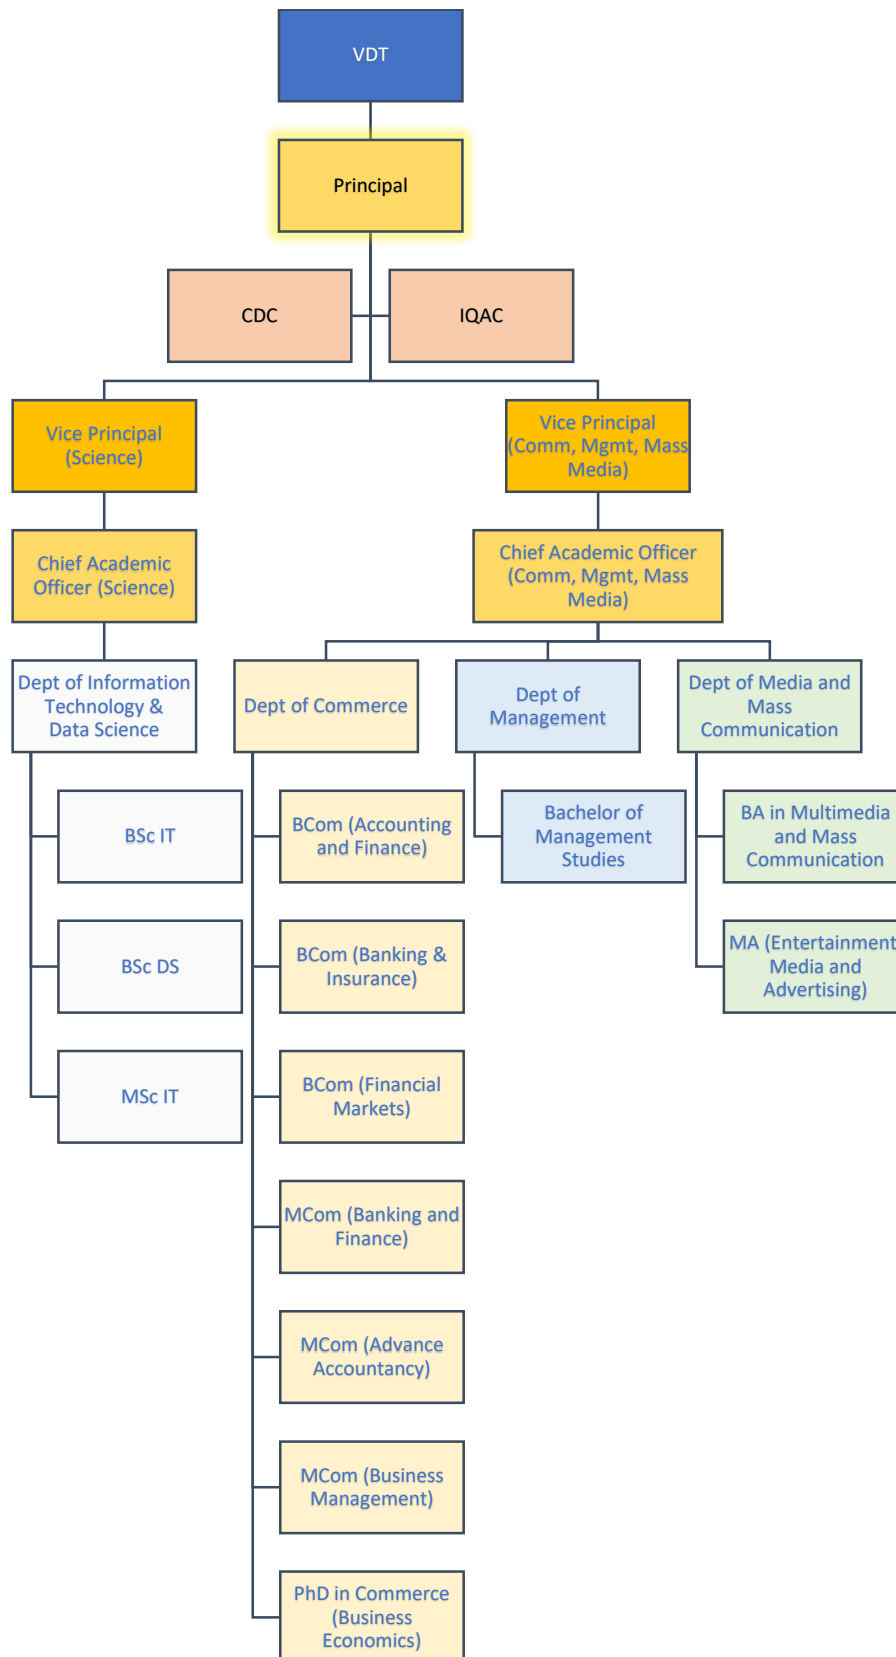 VDT
Principal
CDC
IQAC
Vice Principal
(Science)
Vice Principal
(Comm, Mgmt, Mass
Media)
Chief Academic
Officer (Science)
Chief Academic Officer
(Comm, Mgmt, Mass
Media)
Dept of Information
Technology &
Data Science
Dept of Commerce
Dept of
Management
Dept of Media and
Mass
Communication
BSc IT
BCom (Accounting
and Finance)
Bachelor of
Management
Studies
BA in Multimedia
and Mass
Communication
BSc DS
BCom (Banking &
Insurance)
MA (Entertainment
Media and
Advertising)
MSc IT
BCom (Financial
Markets)
MCom (Banking and
Finance)
MCom (Advance
Accountancy)
MCom (Business
Management)
PhD in Commerce
(Business
Economics)